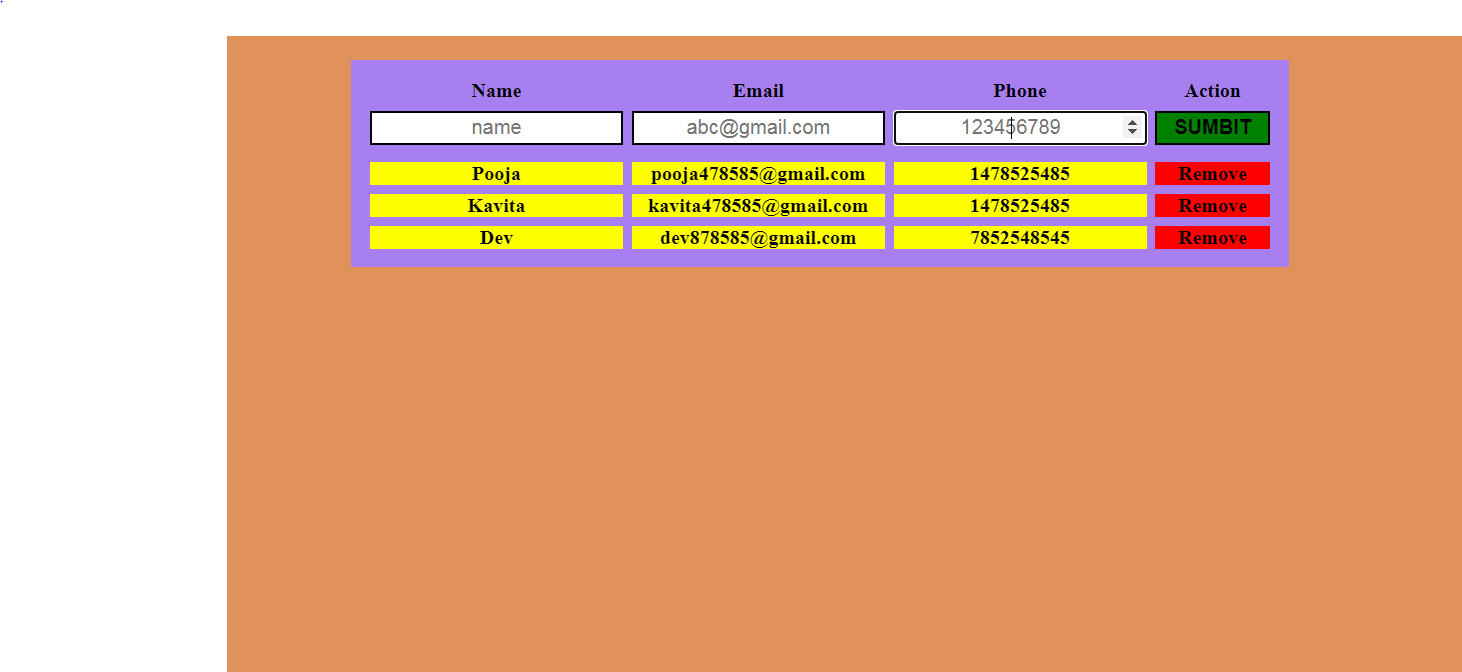 Name Email Phone Action
name abc@gmail.com 123456789 SUMBIT
Pooja pooja478585@gmail.com 1478525485 Remove
Kavita kavita478585@gmail.com 1478525485 Remove
Dev dev878585@gmail.com 7852548545 Remove